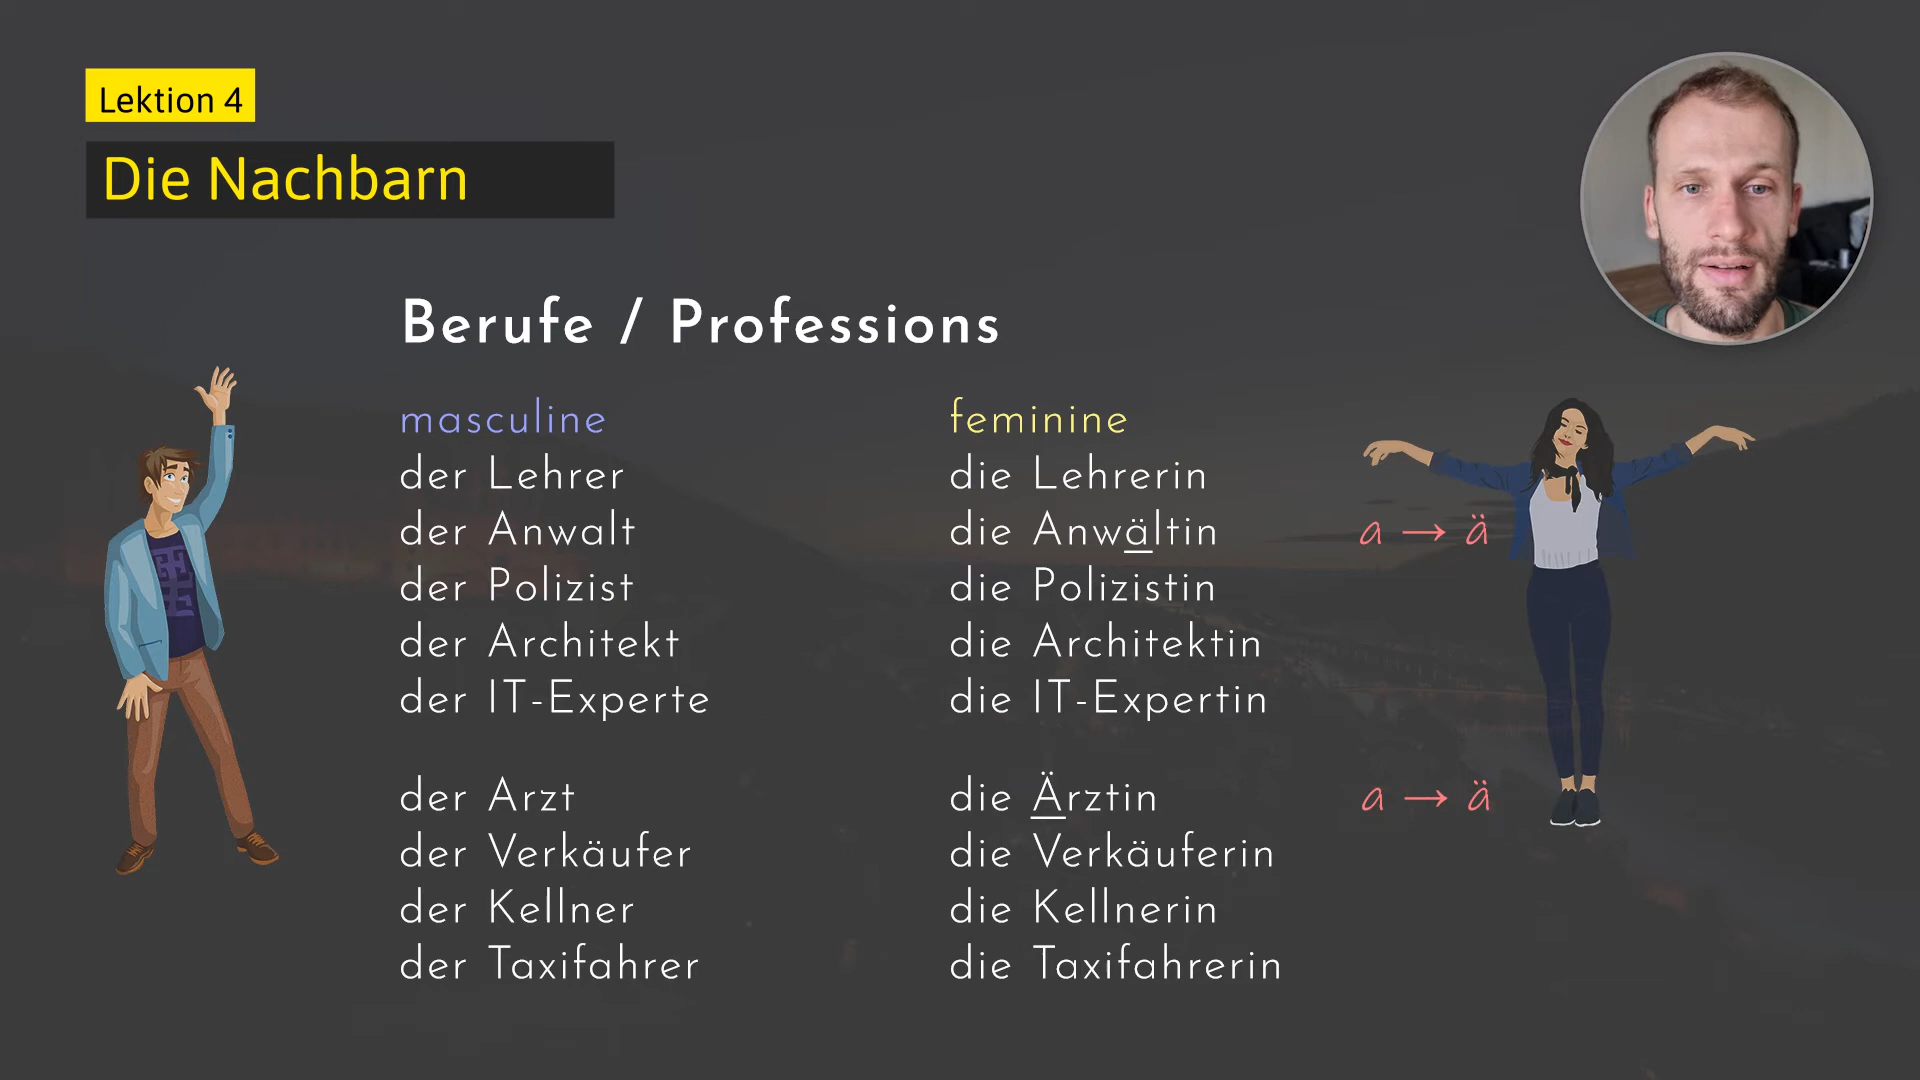 Lektion 4
Die Nachbarn
Berufe / Professions
masculine feminine
der Lehrer die Lehrerin
der Anwalt die Anwältin a → ä
der Polizist die Polizistin
der Architekt die Architektin
der IT-Experte die IT-Expertin
der Arzt die Ärztin a → ä
der Verkäufer die Verkäuferin
der Kellner die Kellnerin
der Taxifahrer die Taxifahrerin